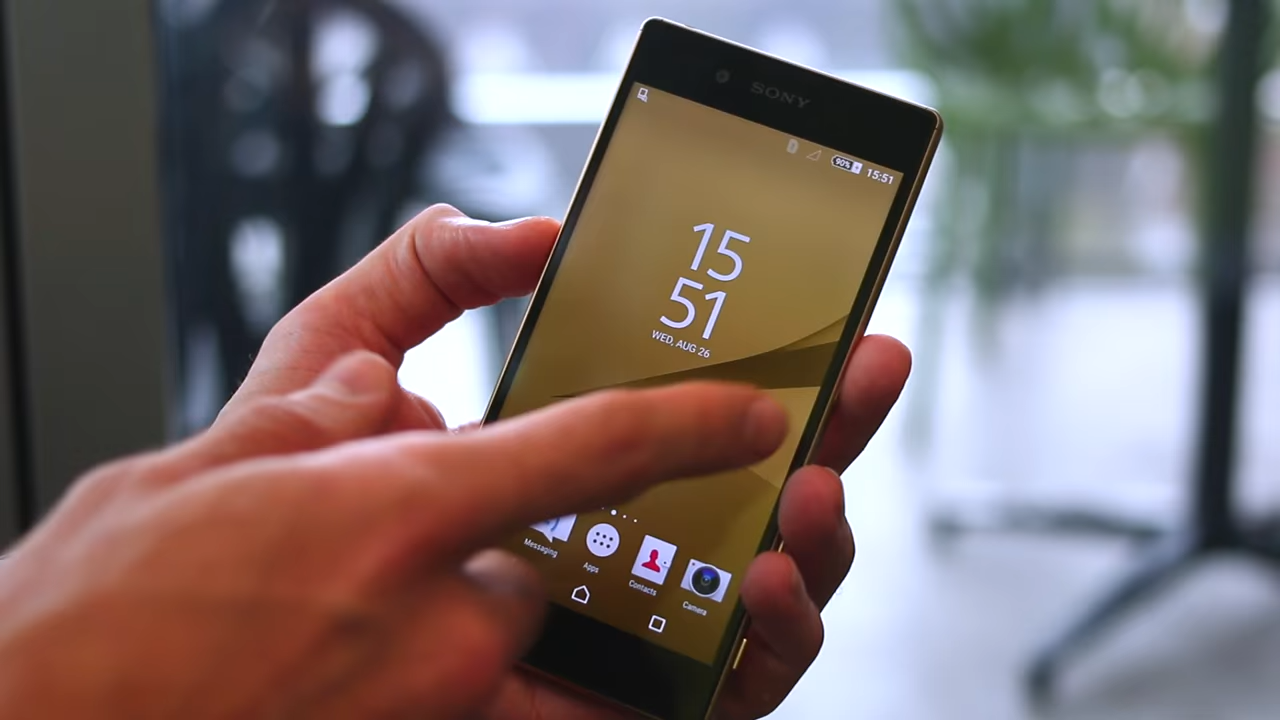 SONY
90%
15:51
15
51
WED, AUG 26
Messaging
Apps
Contacts
Camera